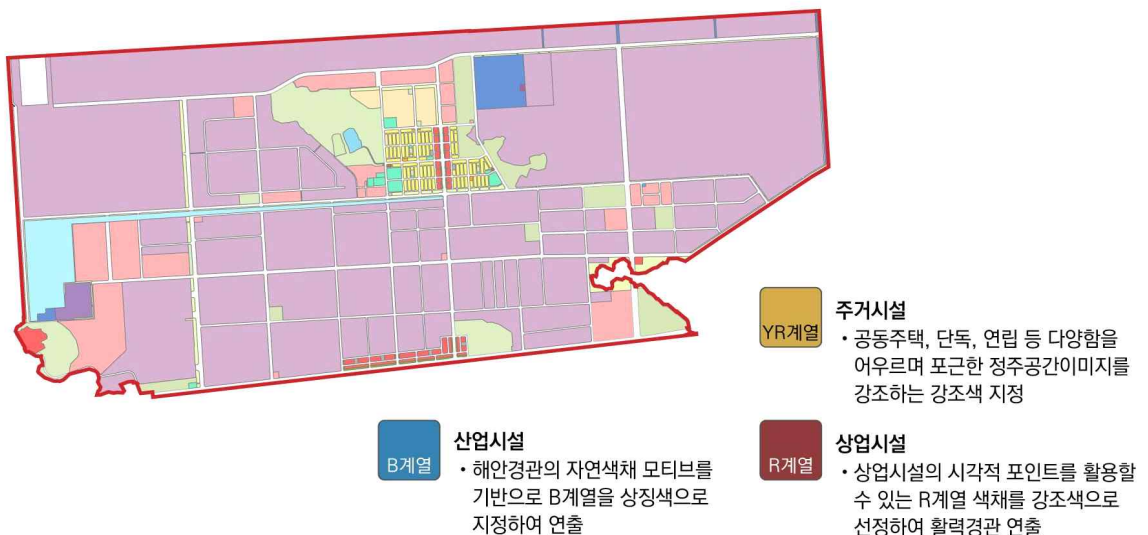 YR계열
주거시설
• 공동주택, 단독, 연립 등 다양함을
어우르며 포근한 정주공간이미지를
강조하는 강조색 지정
B계열
산업시설
• 해안경관의 자연색채 모티브를
기반으로 B계열을 상징색으로
지정하여 연출
R계열
상업시설
• 상업시설의 시각적 포인트를 활용할
수 있는 R계열 색채를 강조색으로
선정하여 활력경관 연출